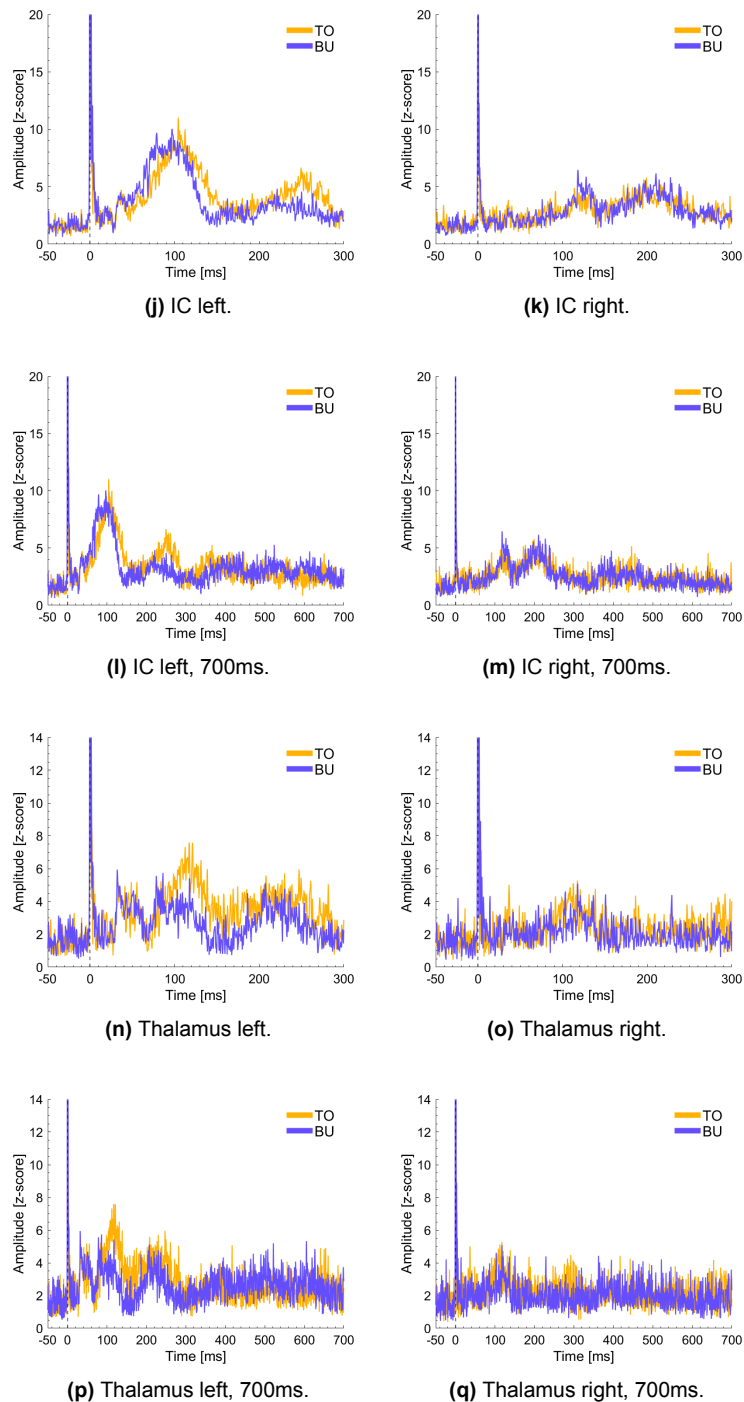 20
15
10
5
0
Amplitude [z-score]
TO
BU
-50 0 100 200 300
Time [ms]
(j) IC left.
20
15
10
5
0
Amplitude [z-score]
TO
BU
-50 0 100 200 300
Time [ms]
(k) IC right.
20
15
10
5
0
Amplitude [z-score]
TO
BU
-50 0 100 200 300 400 500 600 700
Time [ms]
(l) IC left, 700ms.
20
15
10
5
0
Amplitude [z-score]
TO
BU
-50 0 100 200 300 400 500 600 700
Time [ms]
(m) IC right, 700ms.
14
12
10
8
6
4
2
0
Amplitude [z-score]
TO
BU
-50 0 100 200 300
Time [ms]
(n) Thalamus left.
14
12
10
8
6
4
2
0
Amplitude [z-score]
TO
BU
-50 0 100 200 300
Time [ms]
(o) Thalamus right.
14
12
10
8
6
4
2
0
Amplitude [z-score]
TO
BU
-50 0 100 200 300 400 500 600 700
Time [ms]
(p) Thalamus left, 700ms.
14
12
10
8
6
4
2
0
Amplitude [z-score]
TO
BU
-50 0 100 200 300 400 500 600 700
Time [ms]
(q) Thalamus right, 700ms.